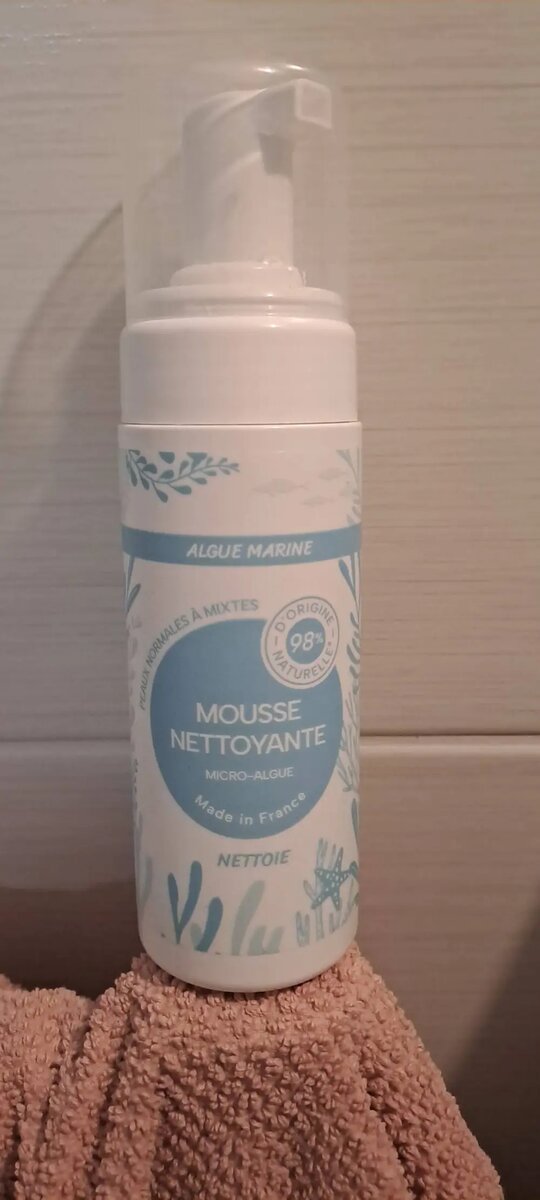 ALGUE MARINE
PEAUX NORMALES À MIXTES
D'ORIGINE
98%
NATURELLE*
MOUSSE
NETTOYANTE
MICRO-ALGUE
Made in France
NETTOIE